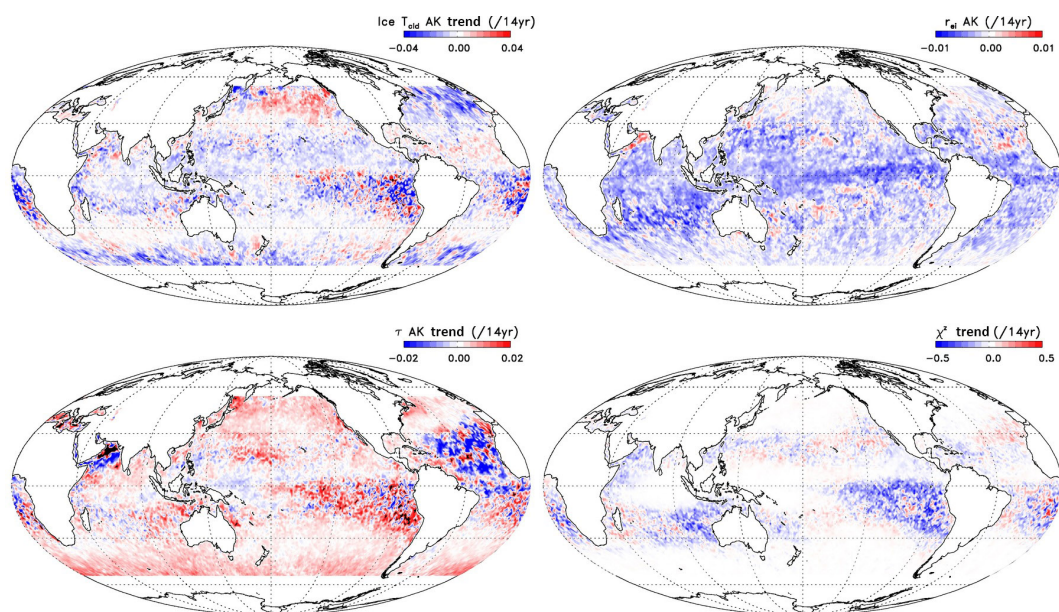 Ice T_cld AK trend (/14yr)
-0.04 0.00 0.04
r_ei AK (/14yr)
-0.01 0.00 0.01
τ AK trend (/14yr)
-0.02 0.00 0.02
χ² trend (/14yr)
-0.5 0.0 0.5